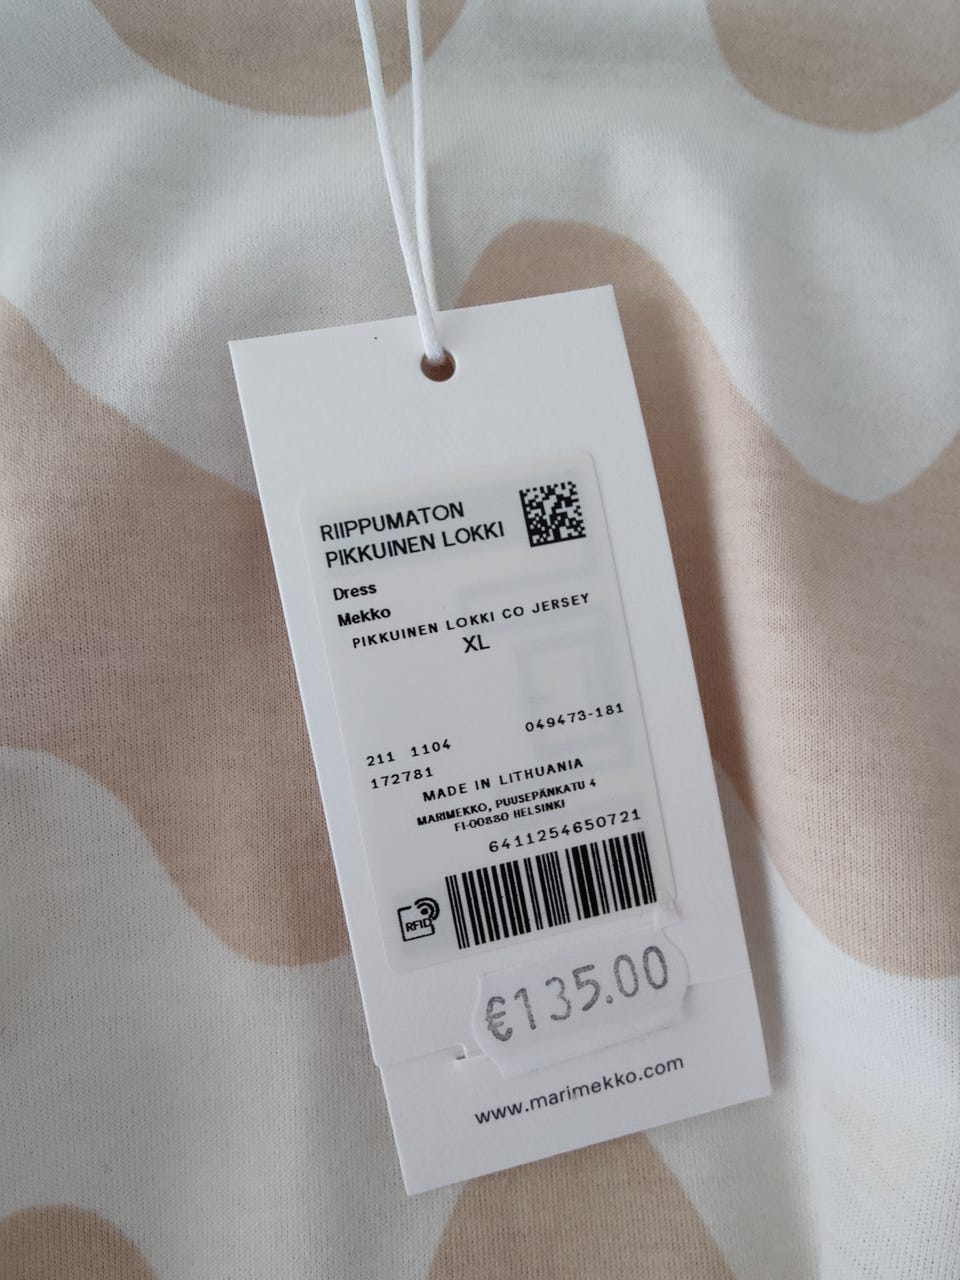 RIIPPUMATON
PIKKUINEN LOKKI
Dress
Mekko
PIKKUINEN LOKKI CO JERSEY
XL
049473-181
211 1104
172781
MADE IN LITHUANIA
MARIMEKKO, PUUSEPÄNKATU 4
FI-00880 HELSINKI
6411254650721
RFID
€135.00
www.marimekko.com